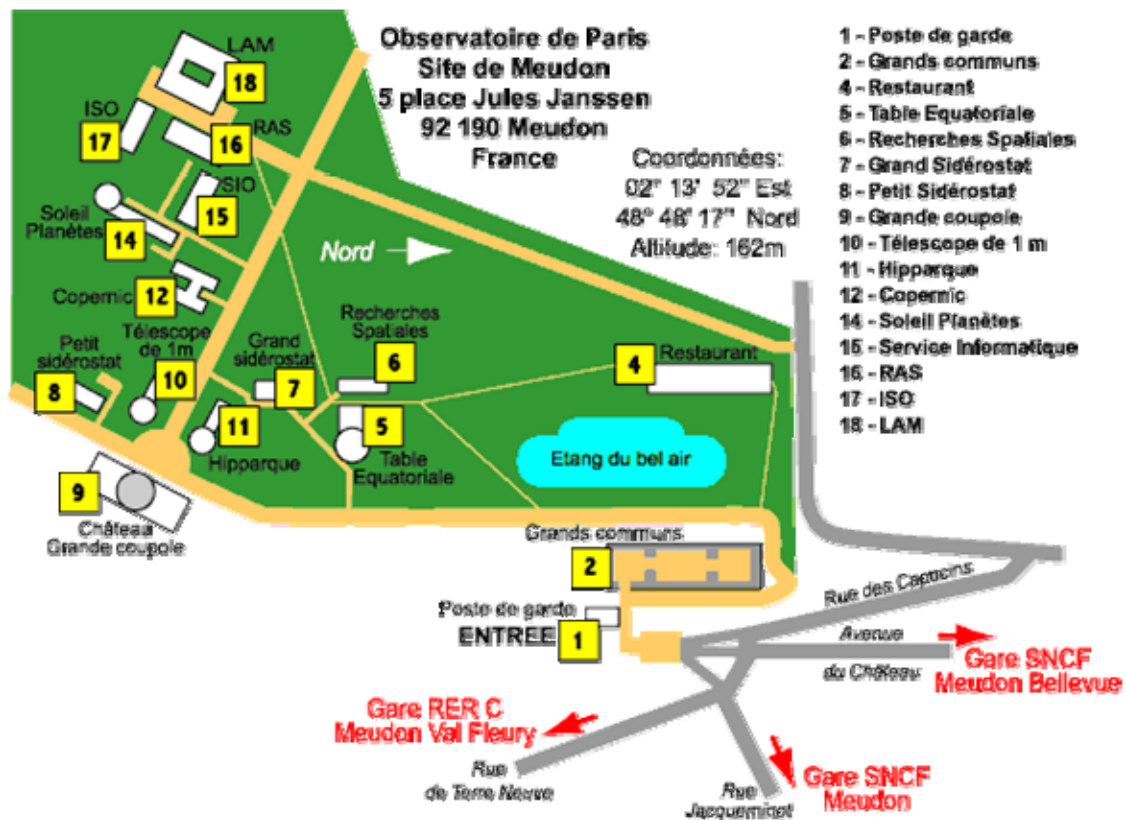 Observatoire de Paris
Site de Meudon
5 place Jules Janssen
92 190 Meudon
France
Coordonnées:
02° 13' 52" Est
48° 48' 17" Nord
Altitude: 162m
1 - Poste de garde
2 - Grands communs
4 - Restaurant
5 - Table Equatoriale
6 - Recherches Spatiales
7 - Grand Sidérostat
8 - Petit Sidérostat
9 - Grande coupole
10 - Télescope de 1 m
11 - Hipparque
12 - Copernic
14 - Soleil Planètes
15 - Service Informatique
16 - RAS
17 - ISO
18 - LAM
LAM
18
ISO
17
RAS
16
SIO
15
Soleil
Planètes
14
Nord
Copernic
12
Télescope
de 1m
10
Petit
sidérostat
8
Grand
sidérostat
7
Recherches
Spatiales
6
Restaurant
4
Hipparque
11
5
Table
Equatoriale
Etang du bel air
9
Château
Grande coupole
Grands communs
2
Poste de garde
ENTREE
1
Rue des Capucins
Avenue
du Château
Gare SNCF
Meudon Bellevue
Gare RER C
Meudon Val Fleury
Rue
de Terre Neuve
Rue
Jacqueminot
Gare SNCF
Meudon